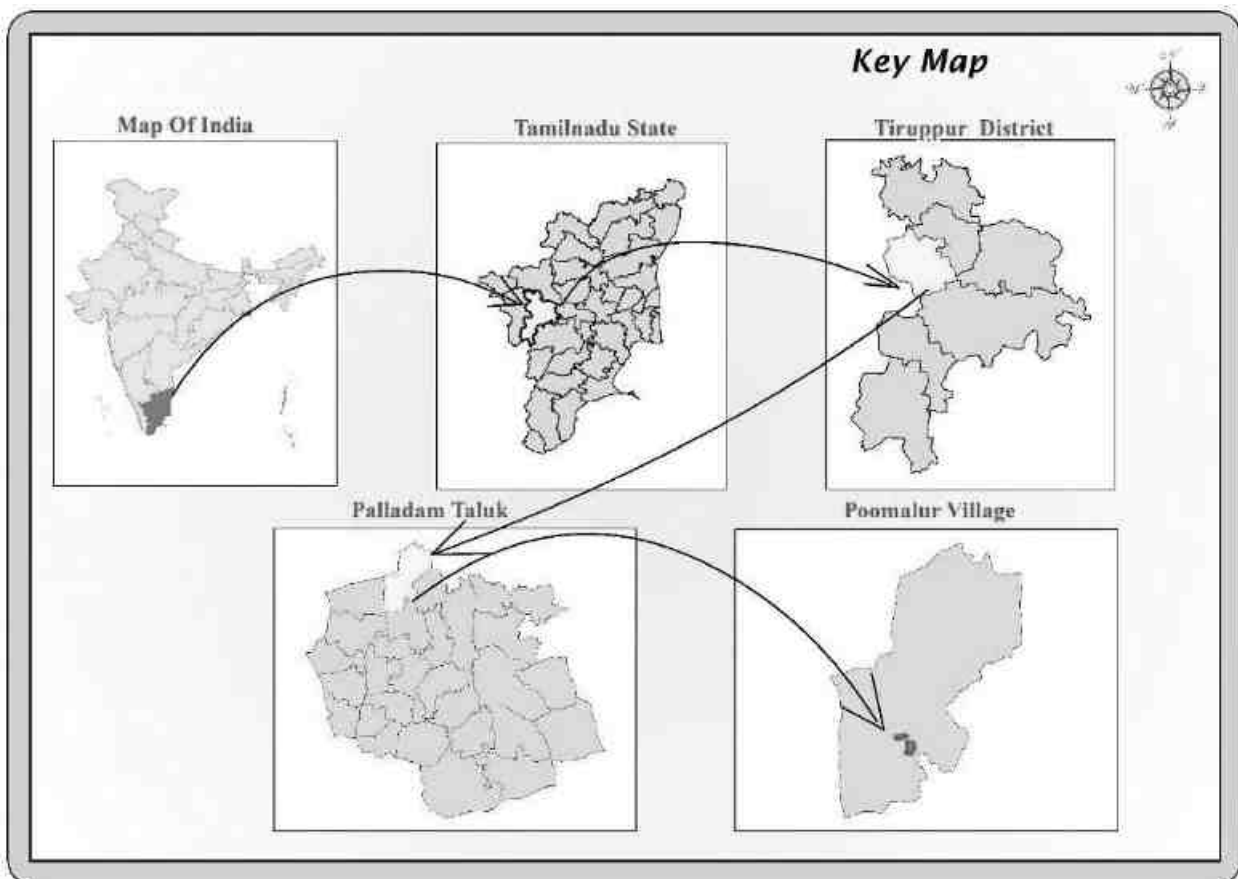 Key Map
Map Of India
Tamilnadu State
Tiruppur District
Palladam Taluk
Poomalur Village